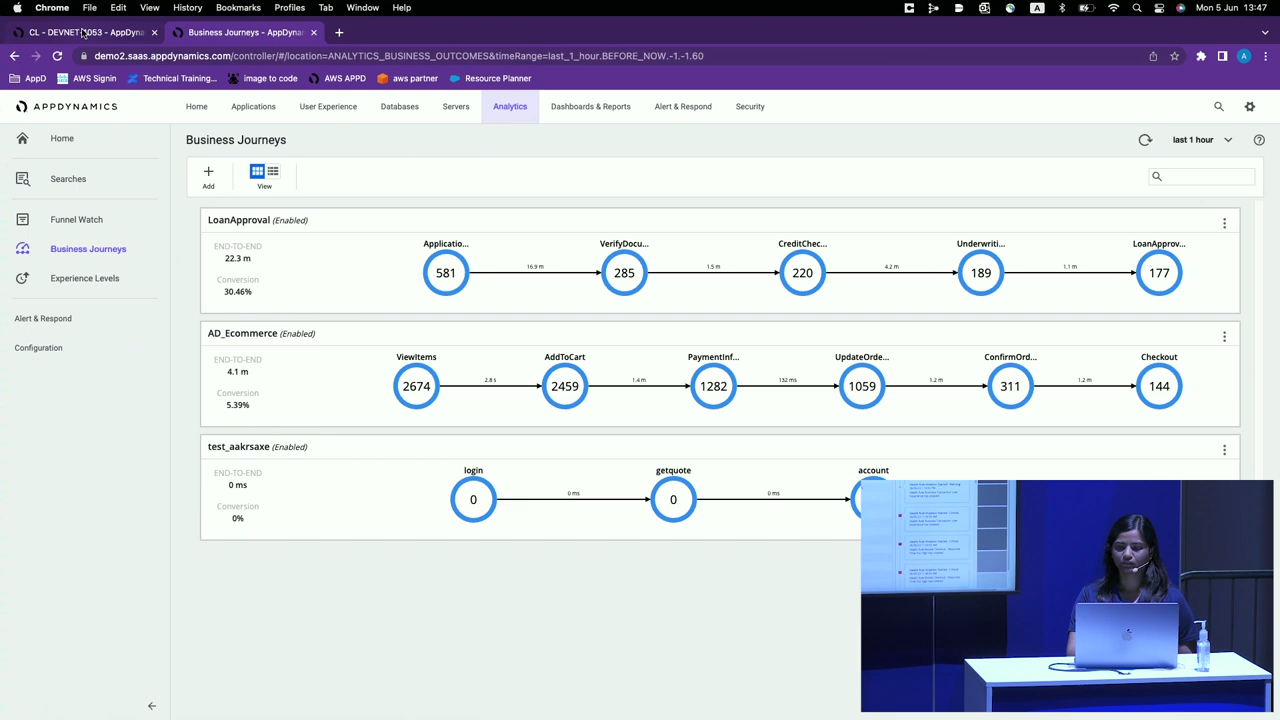 Chrome File Edit View History Bookmarks Profiles Tab Window Help Mon 5 Jun 13:47
CL - DEVNET 1063 - AppDyna Business Journeys - AppDynam
demo2.saas.appdynamics.com/controller/#/location=ANALYTICS_BUSINESS_OUTCOMES&timeRange=last_1_hour.BEFORE_NOW.-1.-1.60
AppD AWS Signin Technical Training... image to code AWS APPD aws partner Resource Planner
APPDYNAMICS Home Applications User Experience Databases Servers Analytics Dashboards & Reports Alert & Respond Security
Home
Searches
Funnel Watch
Business Journeys
Experience Levels
Alert & Respond
Configuration
Business Journeys last 1 hour
Add View
LoanApproval (Enabled)
END-TO-END
22.3 m
Conversion
30.46%
Applicatio... VerifyDocu... CreditChec... Underwriti... LoanApprov...
581 16.9 m 285 1.5 m 220 4.2 m 189 1.1 m 177
AD_Ecommerce (Enabled)
END-TO-END
4.1 m
Conversion
5.39%
ViewItems AddToCart PaymentInf... UpdateOrde... ConfirmOrd... Checkout
2674 2.8 s 2459 1.4 m 1282 132 ms 1059 1.2 m 311 1.2 m 144
test_aakrsaxe (Enabled)
END-TO-END
0 ms
Conversion
0%
login getquote account
0 0 ms 0 0 ms